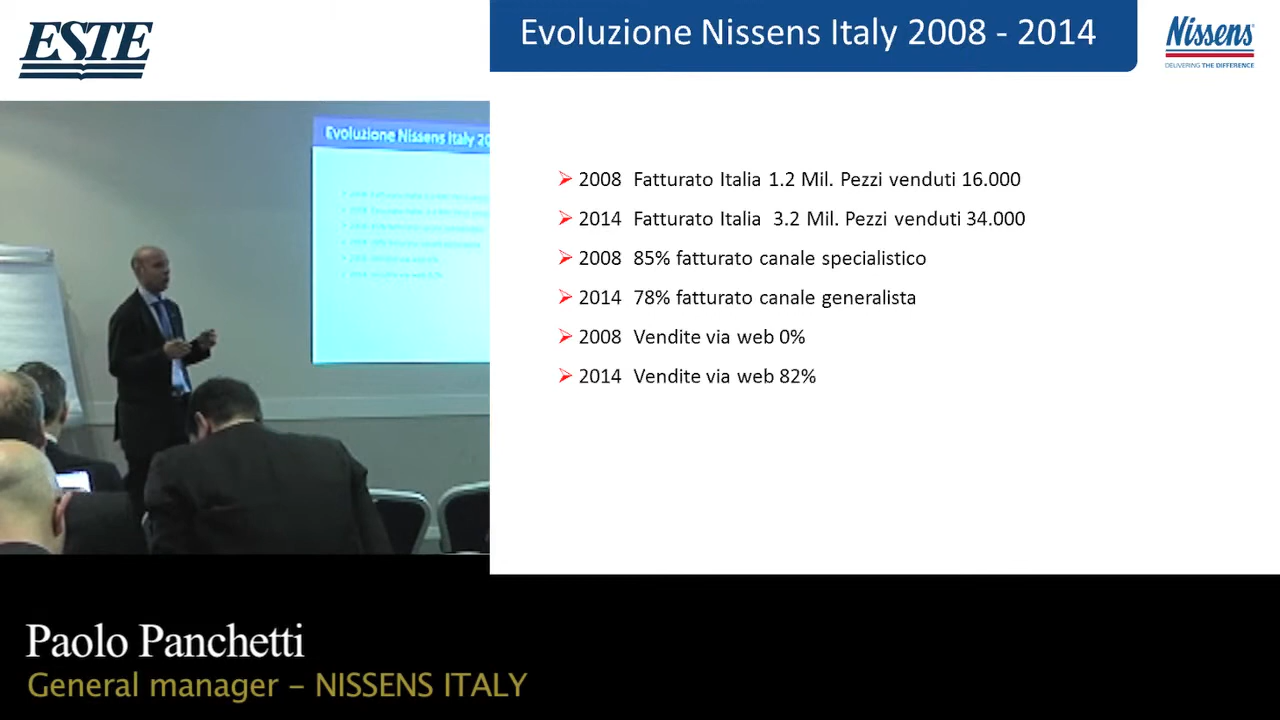 ESTE
Evoluzione Nissens Italy 2008 - 2014
Nissens
DELIVERING THE DIFFERENCE
Evoluzione Nissens Italy 20
➢ 2008 Fatturato Italia 1.2 Mil. Pezzi venduti 16.000
➢ 2014 Fatturato Italia 3.2 Mil. Pezzi venduti 34.000
➢ 2008 85% fatturato canale specialistico
➢ 2014 78% fatturato canale generalista
➢ 2008 Vendite via web 0%
➢ 2014 Vendite via web 82%
Paolo Panchetti
General manager – NISSENS ITALY